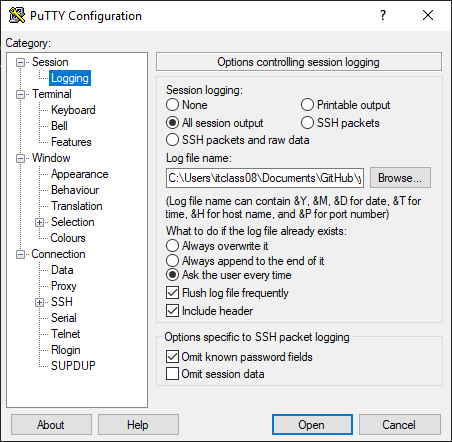 PuTTY Configuration
?
Category:
Session
Logging
Terminal
Keyboard
Bell
Features
Window
Appearance
Behaviour
Translation
Selection
Colours
Connection
Data
Proxy
SSH
Serial
Telnet
Rlogin
SUPDUP
Options controlling session logging
Session logging:
None
Printable output
All session output
SSH packets
SSH packets and raw data
Log file name:
C:\Users\itclass08\Documents\GitHub\
Browse...
(Log file name can contain &Y, &M, &D for date, &T for
time, &H for host name, and &P for port number)
What to do if the log file already exists:
Always overwrite it
Always append to the end of it
Ask the user every time
Flush log file frequently
Include header
Options specific to SSH packet logging
Omit known password fields
Omit session data
About
Help
Open
Cancel